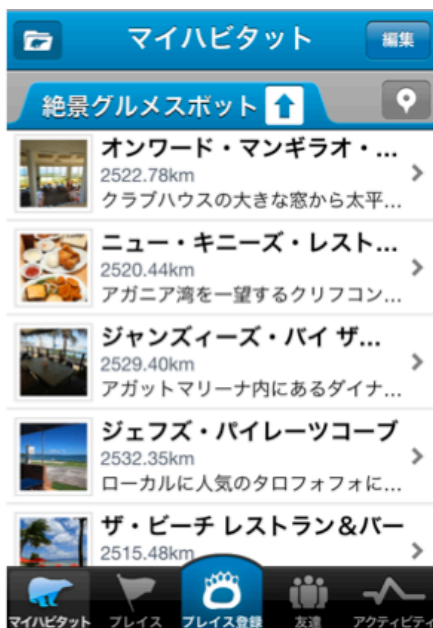 マイハビタット
編集
絶景グルメスポット
オンワード・マンギラオ・...
2522.78km
クラブハウスの大きな窓から太平...
ニュー・キニーズ・レスト...
2520.44km
アガニア湾を一望するクリフコン...
ジャンズィーズ・バイ ザ...
2529.40km
アガットマリーナ内にあるダイナ...
ジェフズ・パイレーツコーブ
2532.35km
ローカルに人気のタロフォフォに...
ザ・ビーチ レストラン&バー
2515.48km
マイハビタット
プレイス
プレイス登録
友達
アクティビティ